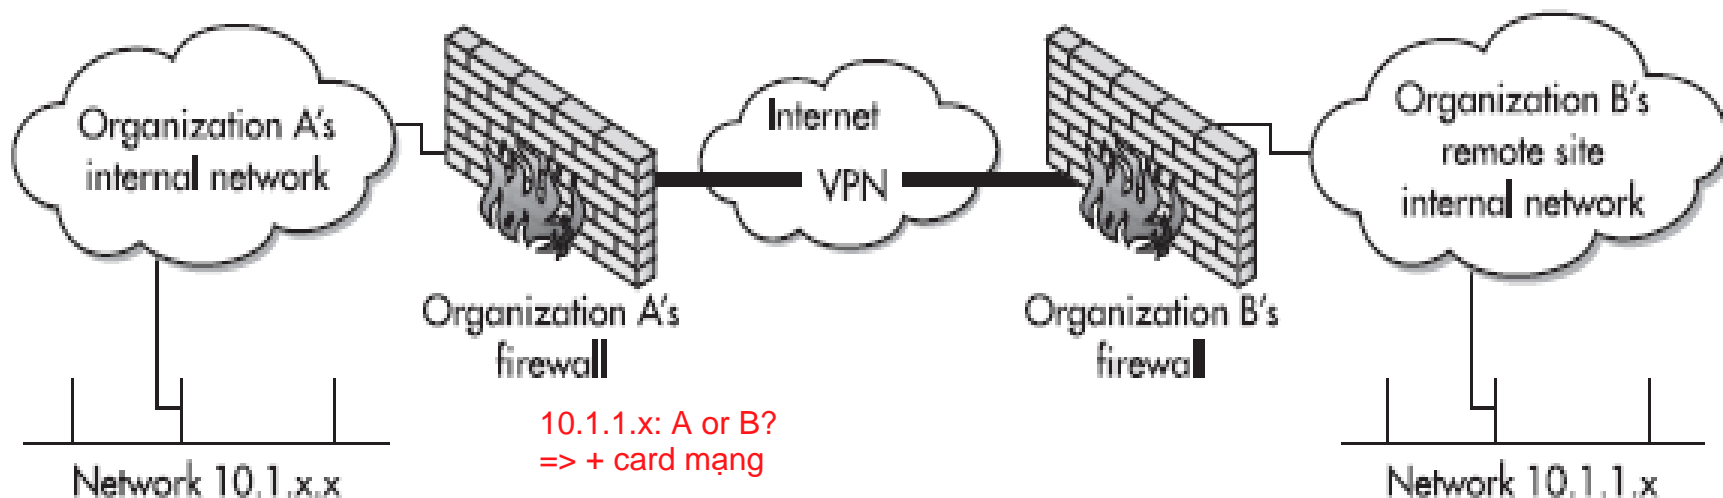 Organization A's
internal network
Internet
VPN
Organization B's
remote site
internal network
Organization A's
firewall
Organization B's
firewall
10.1.1.x: A or B?
=> + card mạng
Network 10.1.x.x
Network 10.1.1.x